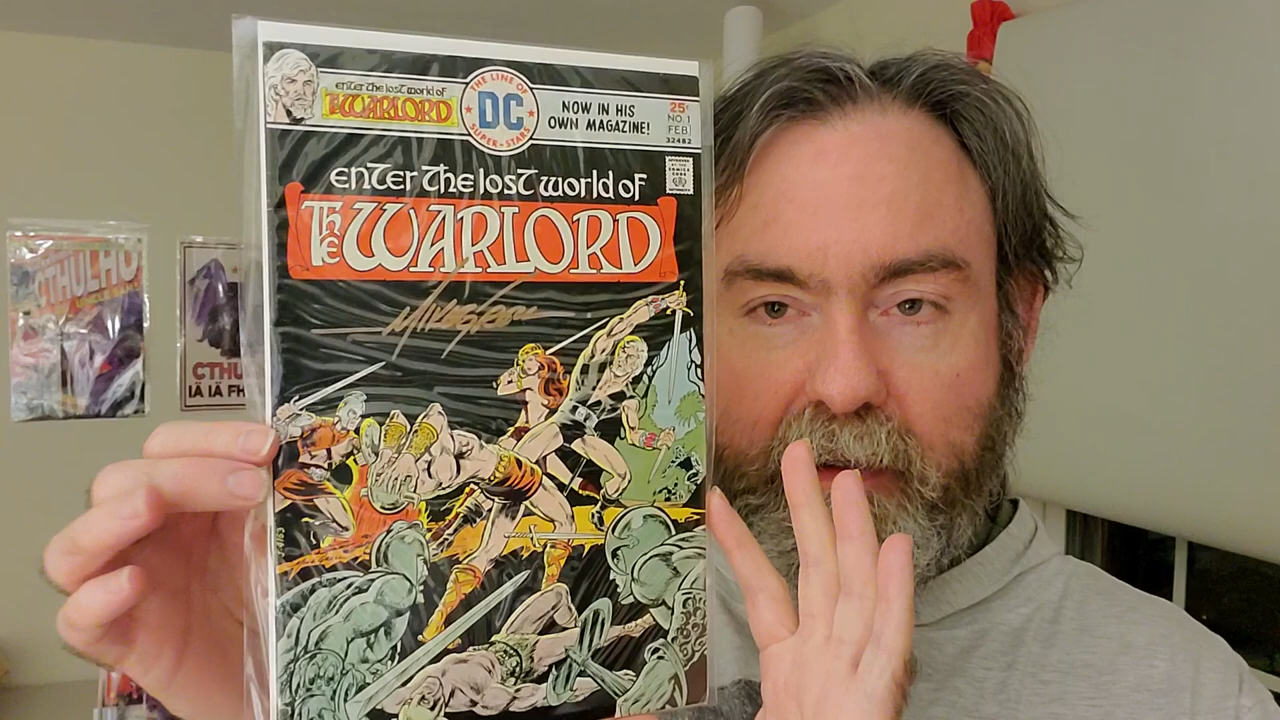 enter the lost world of
THE WARLORD
THE LINE OF
DC
SUPER-STARS
NOW IN HIS
OWN MAGAZINE!
25¢
NO. 1
FEB
32482
APPROVED
BY THE
COMICS
CODE
AUTHORITY
enter the lost world of
THE WARLORD
MIKE GRELL
CTHULHU
CTHU
IÄ IÄ FH